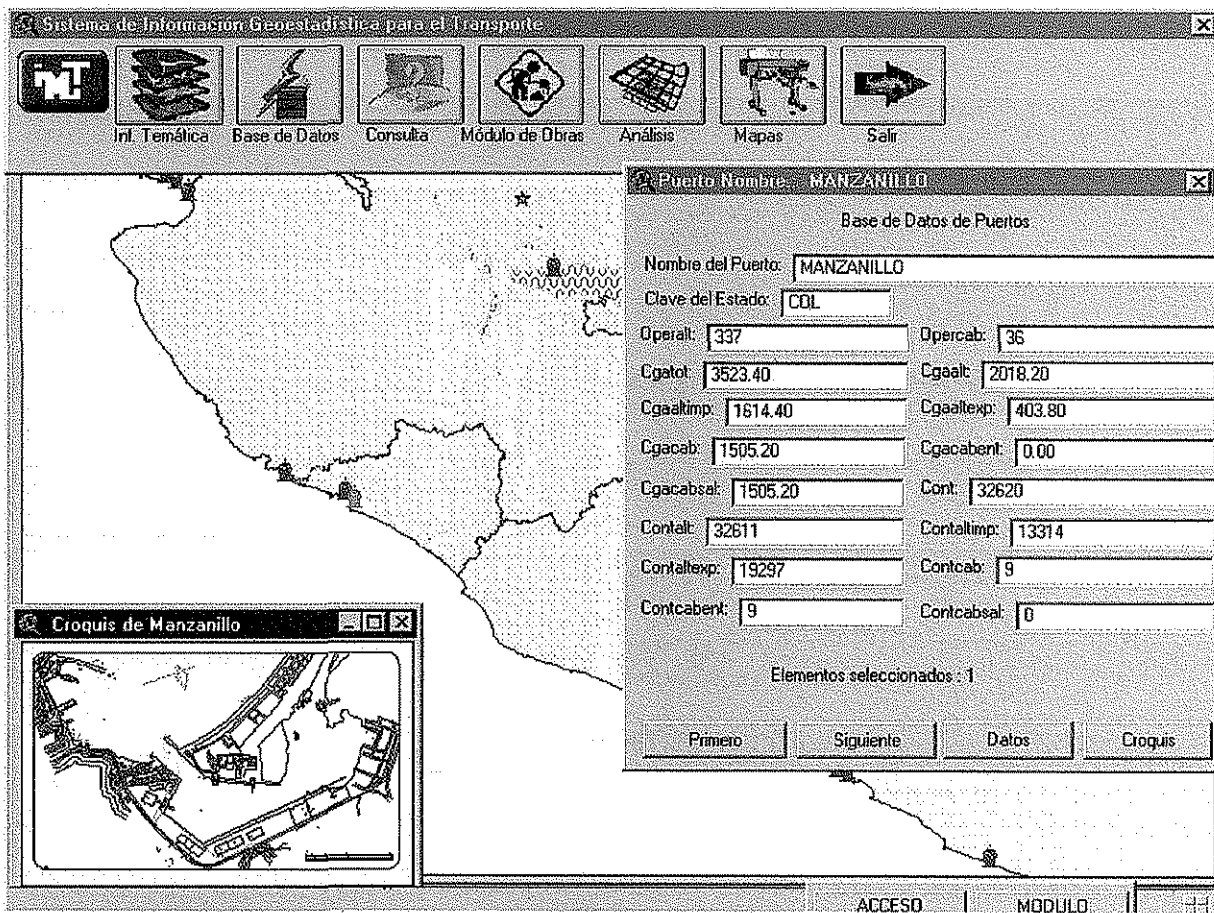 Sistema de Información Geoestadística para el Transporte
IMT
Inf. Temática
Base de Datos
Consulta
Módulo de Obras
Análisis
Mapas
Salir
Puerto Nombre : MANZANILLO
Base de Datos de Puertos
Nombre del Puerto: MANZANILLO
Clave del Estado: COL
Operalt: 337
Opercab: 36
Cgatot: 3523.40
Cgaalt: 2018.20
Cgaaltimp: 1614.40
Cgaaltexp: 403.80
Cgacab: 1505.20
Cgacabent: 0.00
Cgacabsal: 1505.20
Cont: 32620
Contalt: 32611
Contaltimp: 13314
Contaltexp: 19297
Contcab: 9
Contcabent: 9
Contcabsal: 0
Elementos seleccionados : 1
Primero
Siguiente
Datos
Croquis
Croquis de Manzanillo
ACCESO
MODULO